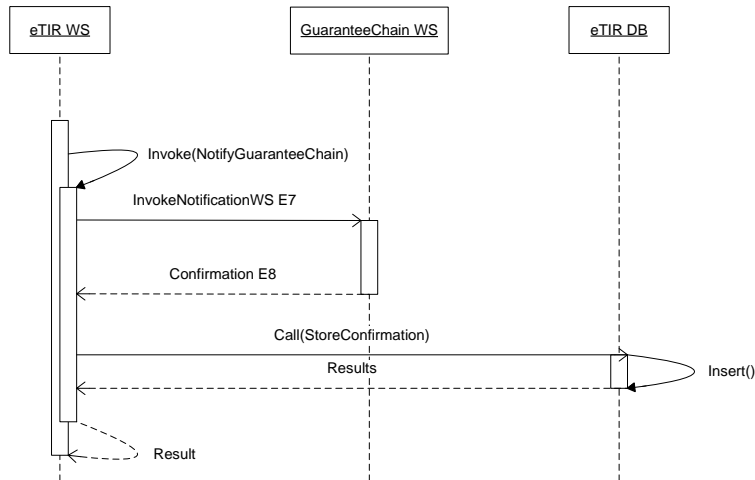 eTIR WS
GuaranteeChain WS
eTIR DB
Invoke(NotifyGuaranteeChain)
InvokeNotificationWS E7
Confirmation E8
Call(StoreConfirmation)
Results
Insert()
Result